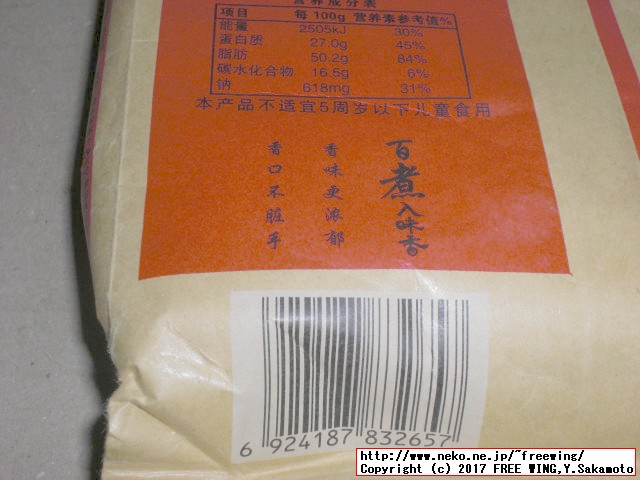 营养成分表
项目 每 100g 营养素参考值%
能量 2505kJ 30%
蛋白质 27.0g 45%
脂肪 50.2g 84%
碳水化合物 16.5g 6%
钠 618mg 31%
本产品不适宜5周岁以下儿童食用
百煮入味香
香味更浓郁
香口不脏手
6 924187 832657
http://www.neko.ne.jp/~freewing/
Copyright (c) 2017 FREE WING,Y.Sakamoto